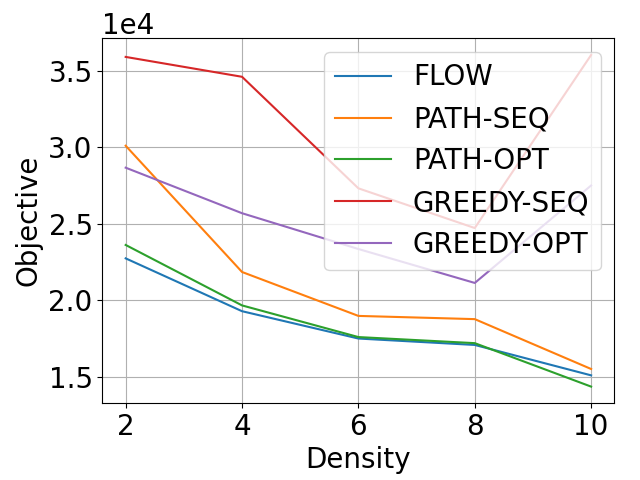 1e4
3.5
3.0
2.5
2.0
1.5
Objective
FLOW
PATH-SEQ
PATH-OPT
GREEDY-SEQ
GREEDY-OPT
2 4 6 8 10
Density